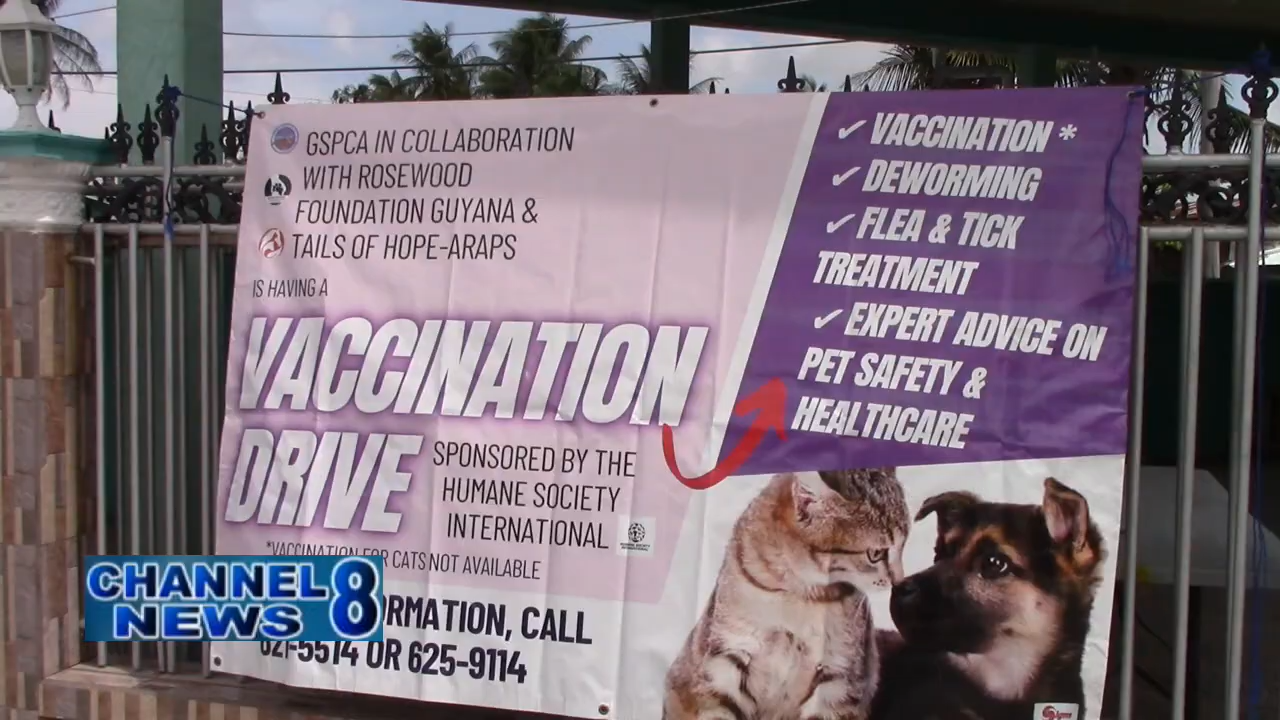 GSPCA IN COLLABORATION
WITH ROSEWOOD
FOUNDATION GUYANA &
TAILS OF HOPE-ARAPS
IS HAVING A
VACCINATION
DRIVE
SPONSORED BY THE
HUMANE SOCIETY
INTERNATIONAL
*VACCINATION FOR CATS NOT AVAILABLE
ORMATION, CALL
621-5514 OR 625-9114
✓ VACCINATION *
✓ DEWORMING
✓ FLEA & TICK
TREATMENT
✓ EXPERT ADVICE ON
PET SAFETY &
HEALTHCARE
CHANNEL 8
NEWS